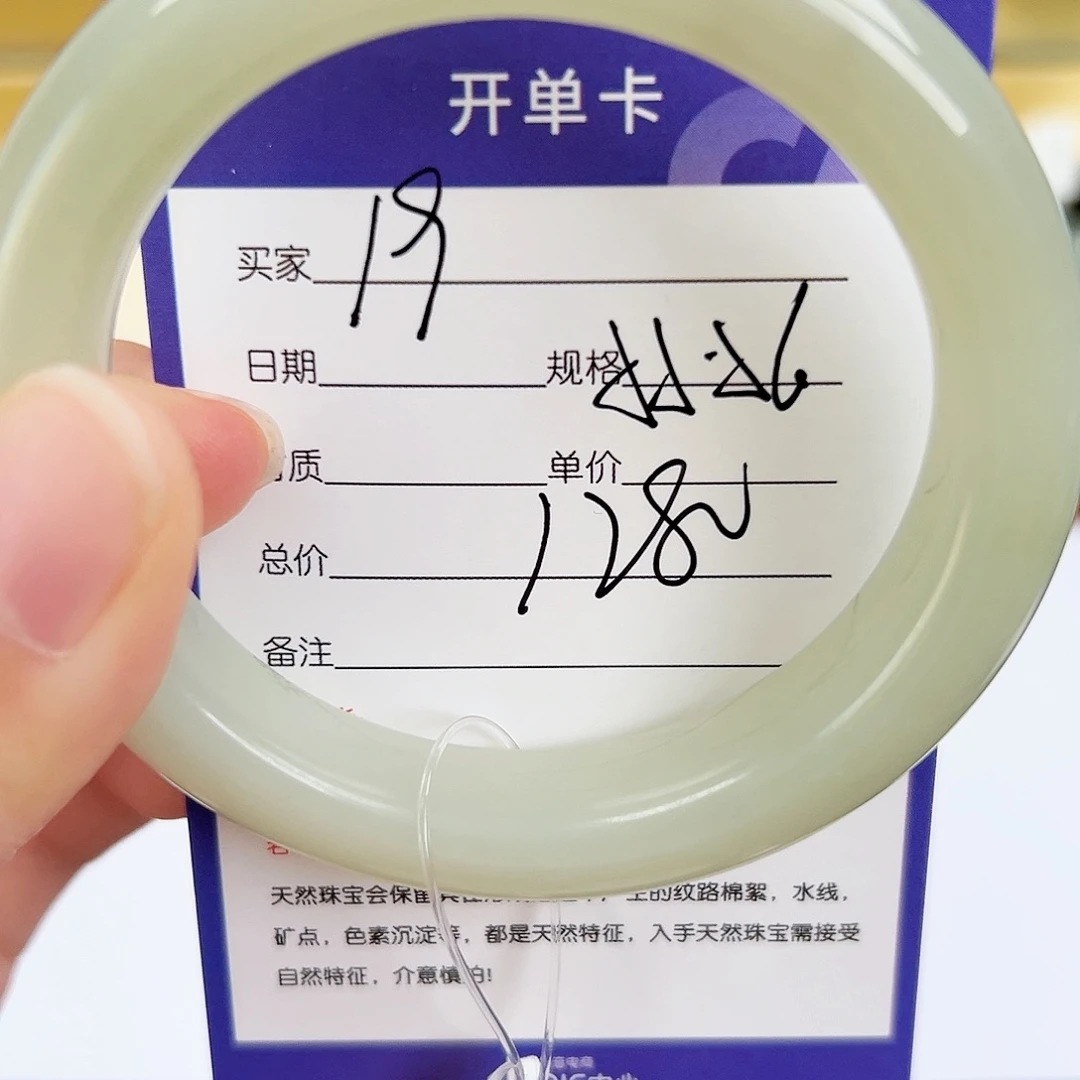 开单卡
买家 19
日期 规格
质 单价
总价 128
备注
天然珠宝会保留 生的纹路棉絮，水线，
矿点，色素沉淀等，都是天然特征，入手天然珠宝需接受
自然特征，介意慎拍!